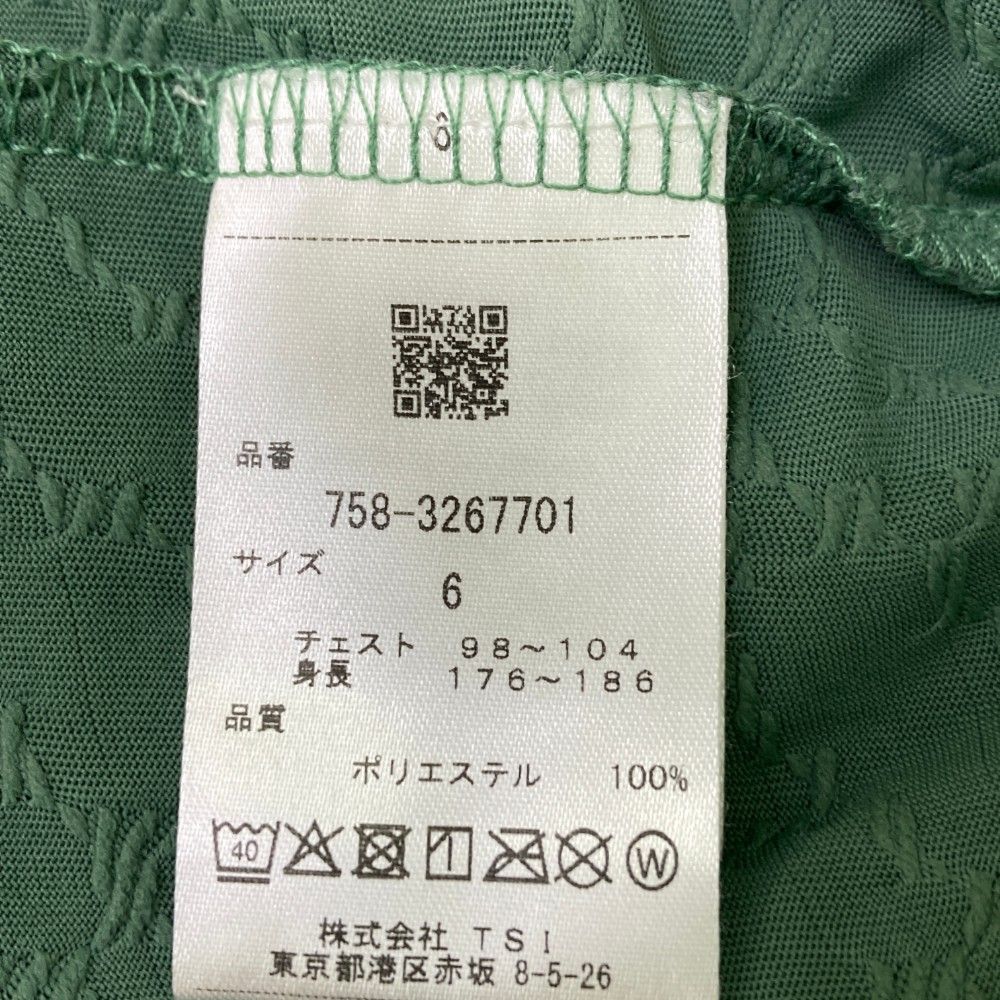 ô
品番
758-3267701
サイズ
6
チェスト 98～104
身長 176～186
品質
ポリエステル 100%
40 W
株式会社 TSI
東京都港区赤坂 8-5-26